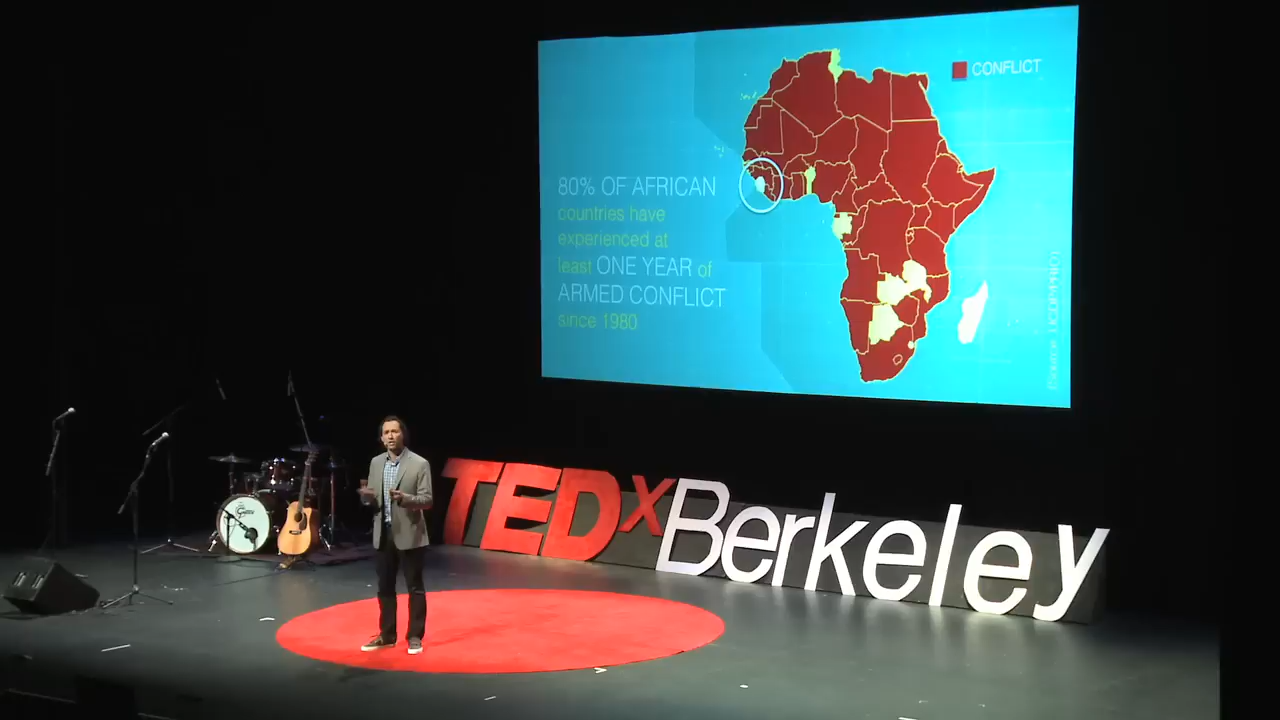 CONFLICT
80% OF AFRICAN
countries have
experienced at
least ONE YEAR of
ARMED CONFLICT
since 1980
TEDxBerkeley